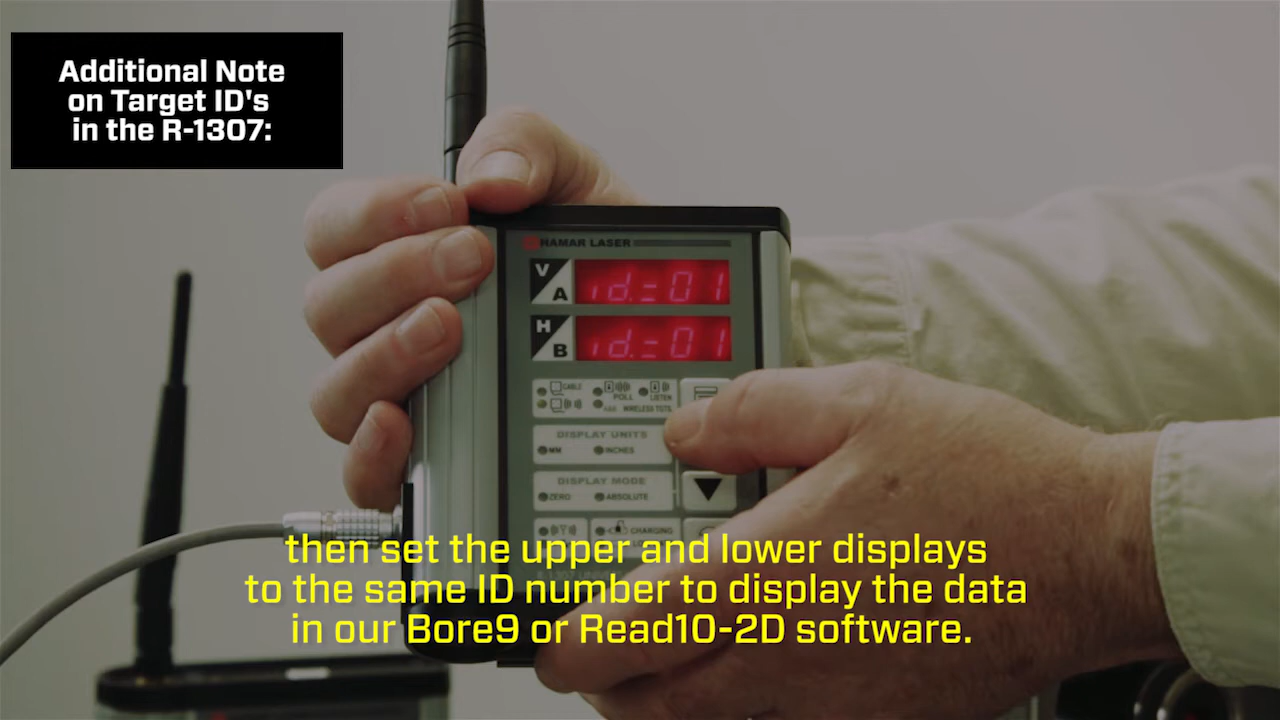 Additional Note
on Target ID's
in the R-1307:
HAMAR LASER
V
A
id.=01
H
B
id.=01
CABLE
POLL
LISTEN
WIRELESS TGTS.
DISPLAY UNITS
MM
INCHES
DISPLAY MODE
ZERO
ABSOLUTE
CHARGING
then set the upper and lower displays
to the same ID number to display the data
in our Bore9 or Read10-2D software.